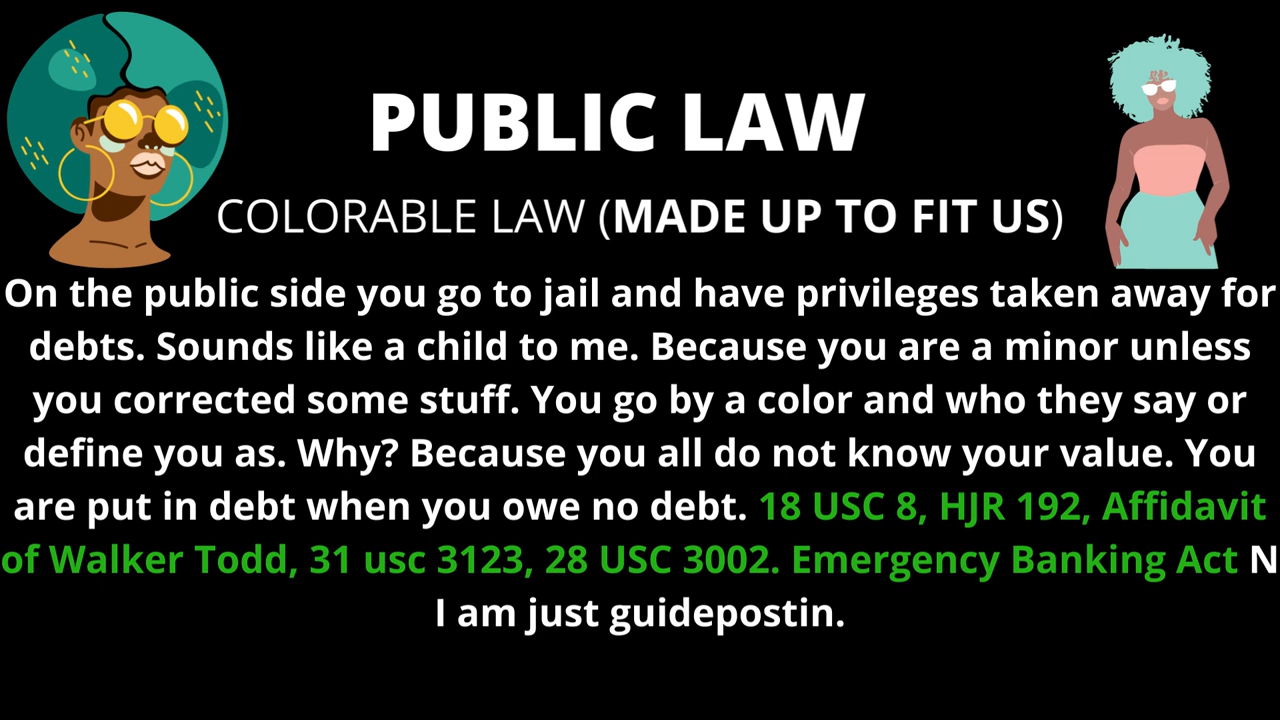 PUBLIC LAW
COLORABLE LAW (MADE UP TO FIT US)
On the public side you go to jail and have privileges taken away for
debts. Sounds like a child to me. Because you are a minor unless
you corrected some stuff. You go by a color and who they say or
define you as. Why? Because you all do not know your value. You
are put in debt when you owe no debt. 18 USC 8, HJR 192, Affidavit
of Walker Todd, 31 usc 3123, 28 USC 3002. Emergency Banking Act N
I am just guidepostin.